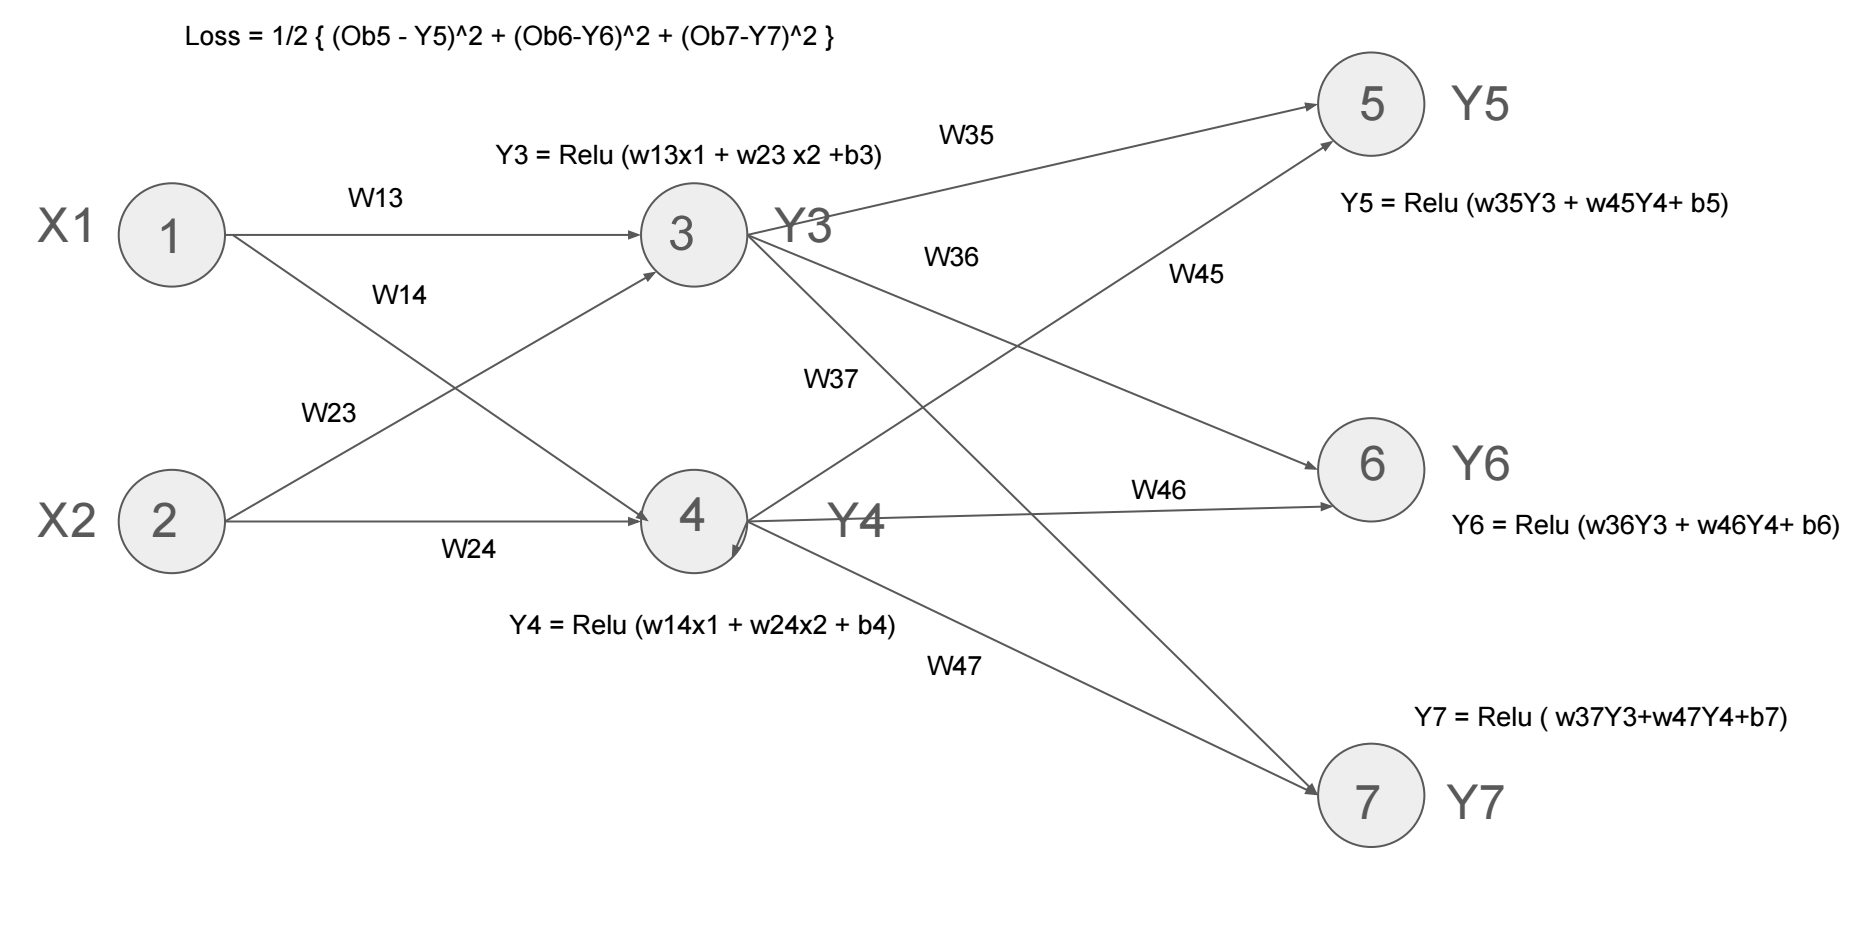 Loss = 1/2 { (Ob5 - Y5)^2 + (Ob6-Y6)^2 + (Ob7-Y7)^2 }
5
Y5
W35
Y3 = Relu (w13x1 + w23 x2 +b3)
W13
Y5 = Relu (w35Y3 + w45Y4+ b5)
X1
1
3
Y3
W36
W45
W14
W37
W23
6
Y6
W46
X2
2
4
Y4
Y6 = Relu (w36Y3 + w46Y4+ b6)
W24
Y4 = Relu (w14x1 + w24x2 + b4)
W47
Y7 = Relu ( w37Y3+w47Y4+b7)
7
Y7